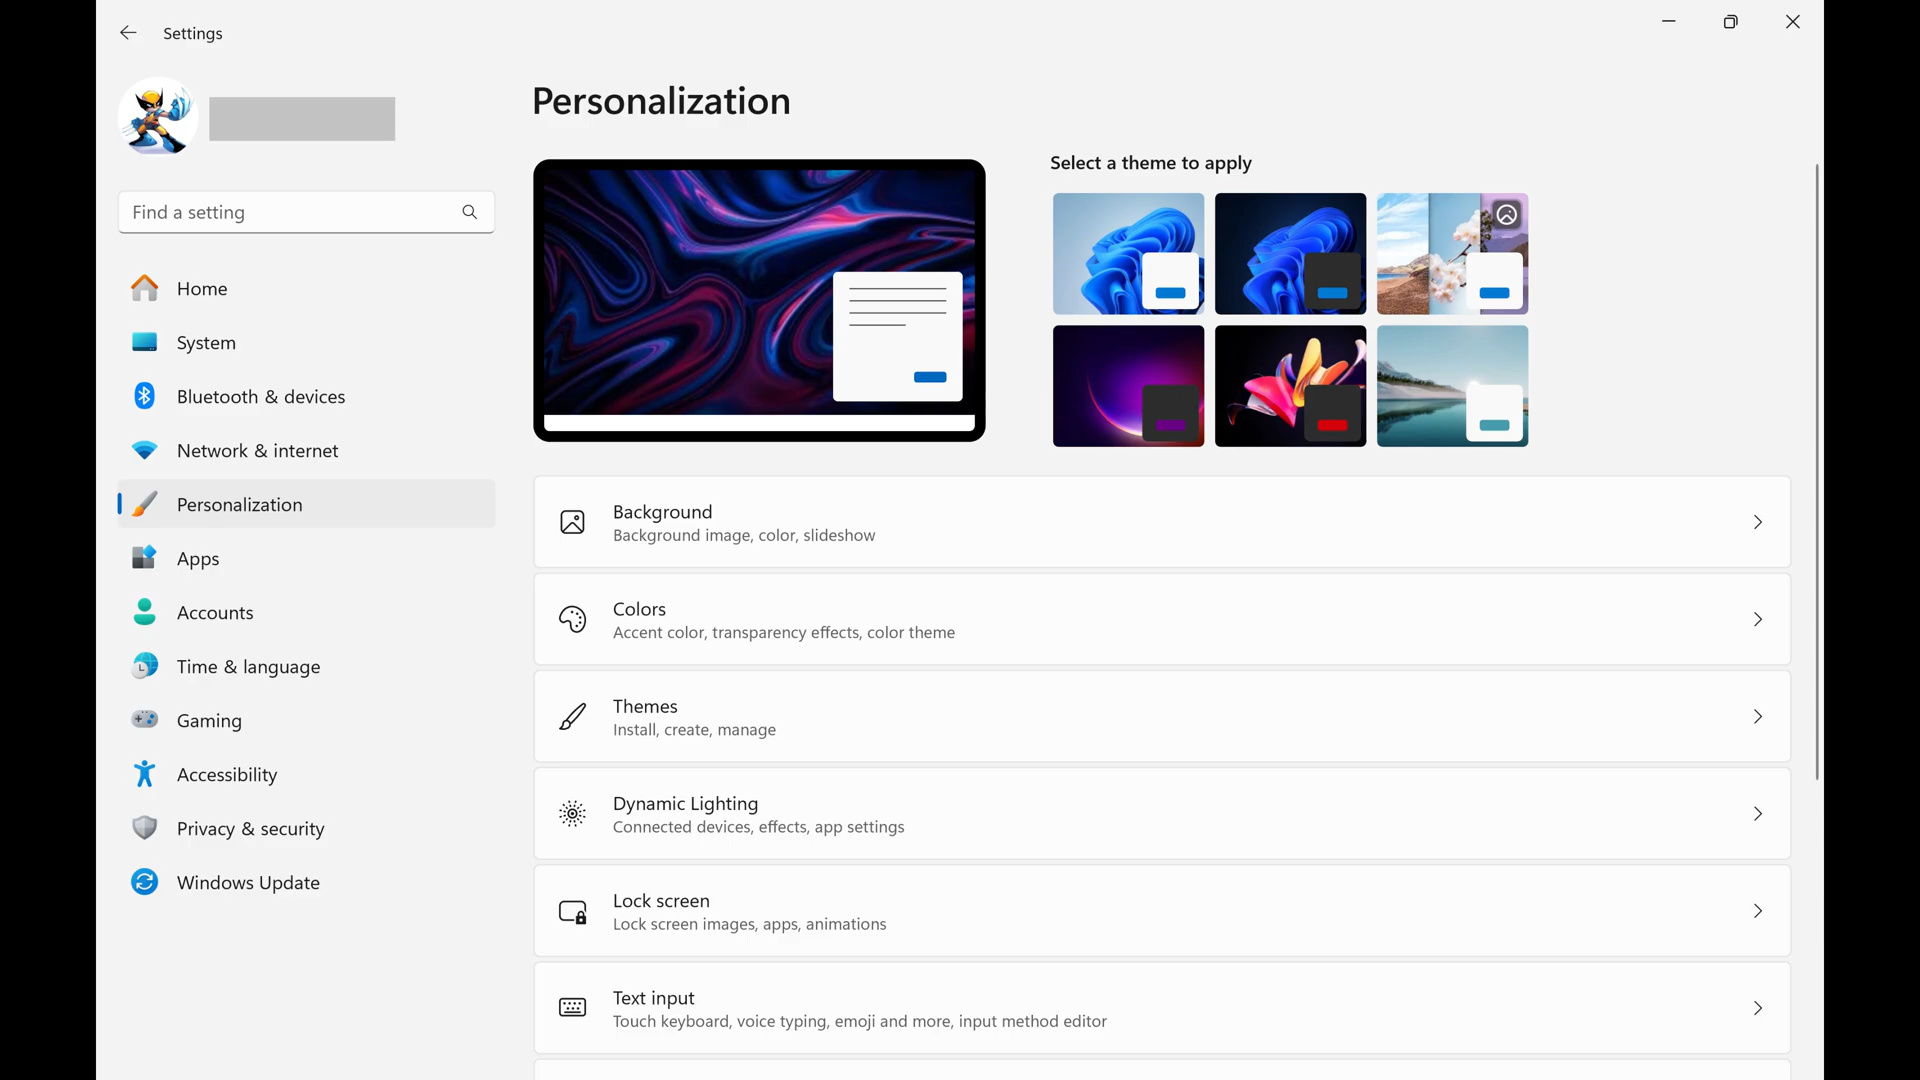 Settings
Find a setting
Home
System
Bluetooth & devices
Network & internet
Personalization
Apps
Accounts
Time & language
Gaming
Accessibility
Privacy & security
Windows Update
Personalization
Select a theme to apply
Background
Background image, color, slideshow
Colors
Accent color, transparency effects, color theme
Themes
Install, create, manage
Dynamic Lighting
Connected devices, effects, app settings
Lock screen
Lock screen images, apps, animations
Text input
Touch keyboard, voice typing, emoji and more, input method editor